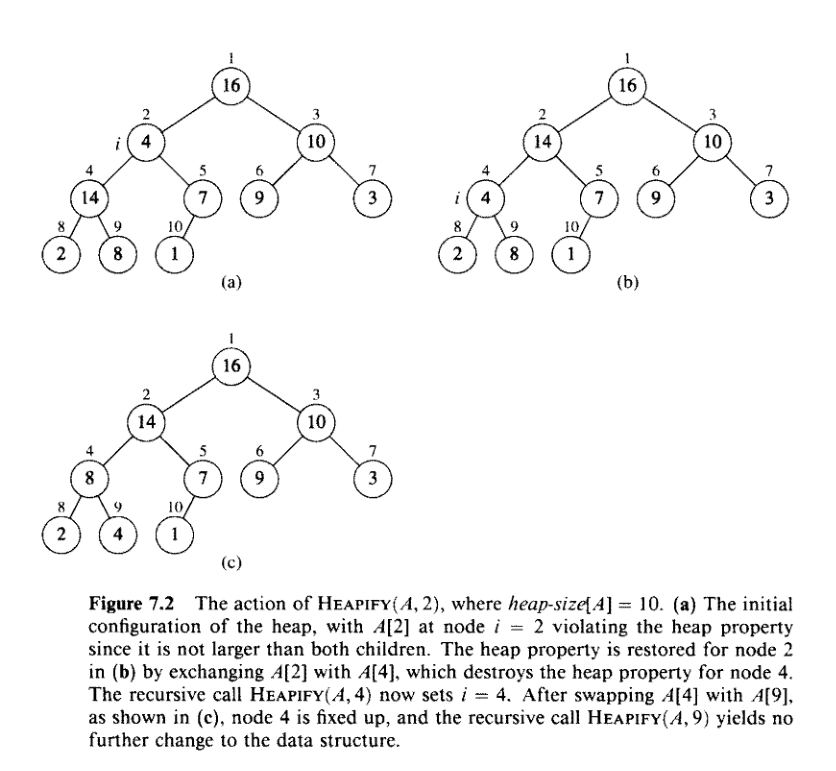 1
16
2 3
i 4 10
4 5 6 7
14 7 9 3
8 9 10
2 8 1
(a)
1
16
2 3
14 10
4 5 6 7
i 4 7 9 3
8 9 10
2 8 1
(b)
1
16
2 3
14 10
4 5 6 7
8 7 9 3
8 9 10
2 4 1
(c)
Figure 7.2 The action of HEAPIFY(A, 2), where heap-size[A] = 10. (a) The initial
configuration of the heap, with A[2] at node i = 2 violating the heap property
since it is not larger than both children. The heap property is restored for node 2
in (b) by exchanging A[2] with A[4], which destroys the heap property for node 4.
The recursive call HEAPIFY(A, 4) now sets i = 4. After swapping A[4] with A[9],
as shown in (c), node 4 is fixed up, and the recursive call HEAPIFY(A, 9) yields no
further change to the data structure.